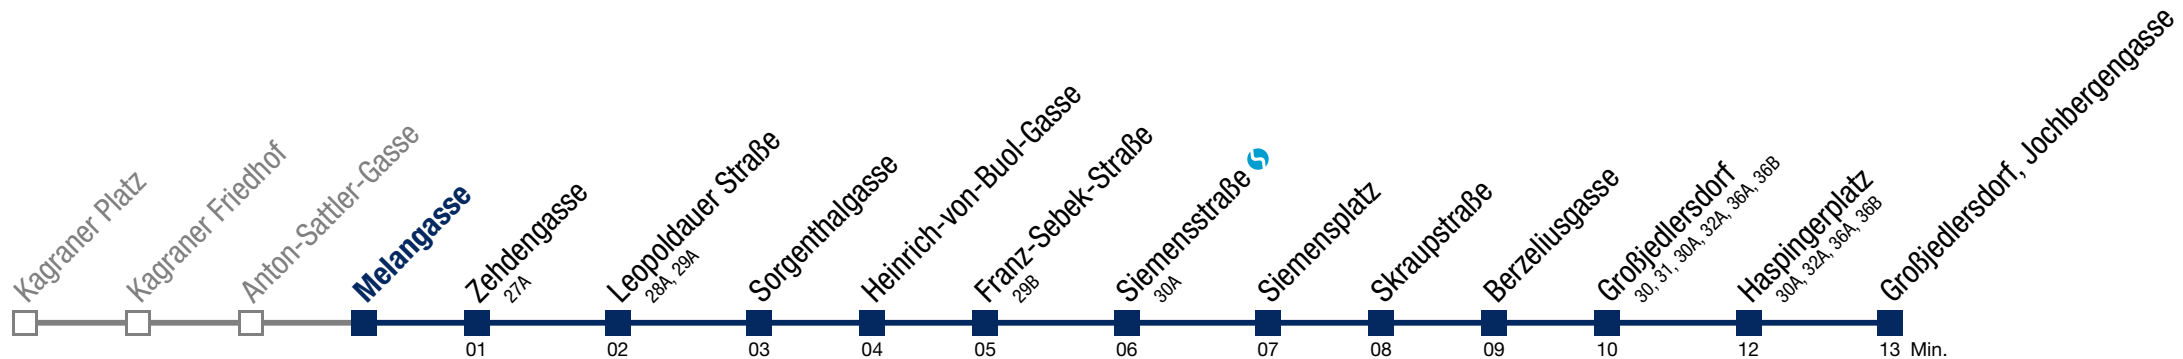 Kagraner Platz
Kagraner Friedhof
Anton-Sattler-Gasse
Melangasse
Zehdengasse
27A
Leopoldauer Straße
28A, 29A
Sorgenthalgasse
Heinrich-von-Buol-Gasse
Franz-Sebek-Straße
29B
Siemensstraße
30A
Siemensplatz
Skraupstraße
Berzeliusgasse
Großjedlersdorf
30, 31, 30A, 32A, 36A, 36B
Haspingerplatz
30A, 32A, 36A, 36B
Großjedlersdorf, Jochbergengasse
01 02 03 04 05 06 07 08 09 10 12 13 Min.